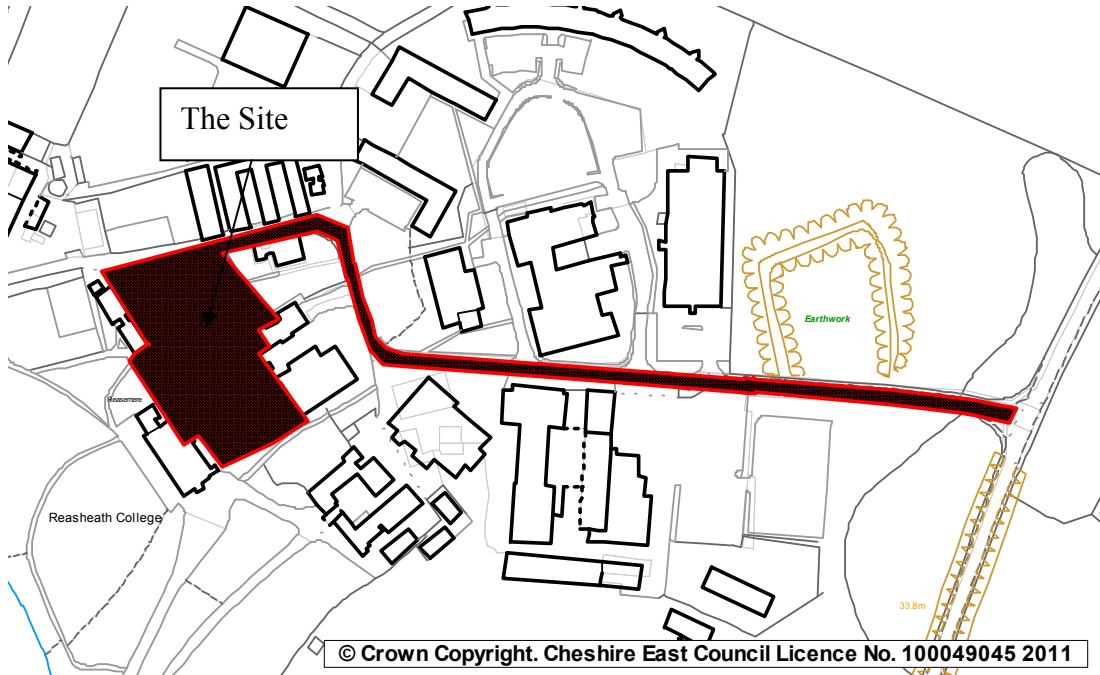 The Site
Earthwork
Reasemere
Reasheath College
33.8m
© Crown Copyright. Cheshire East Council Licence No. 100049045 2011